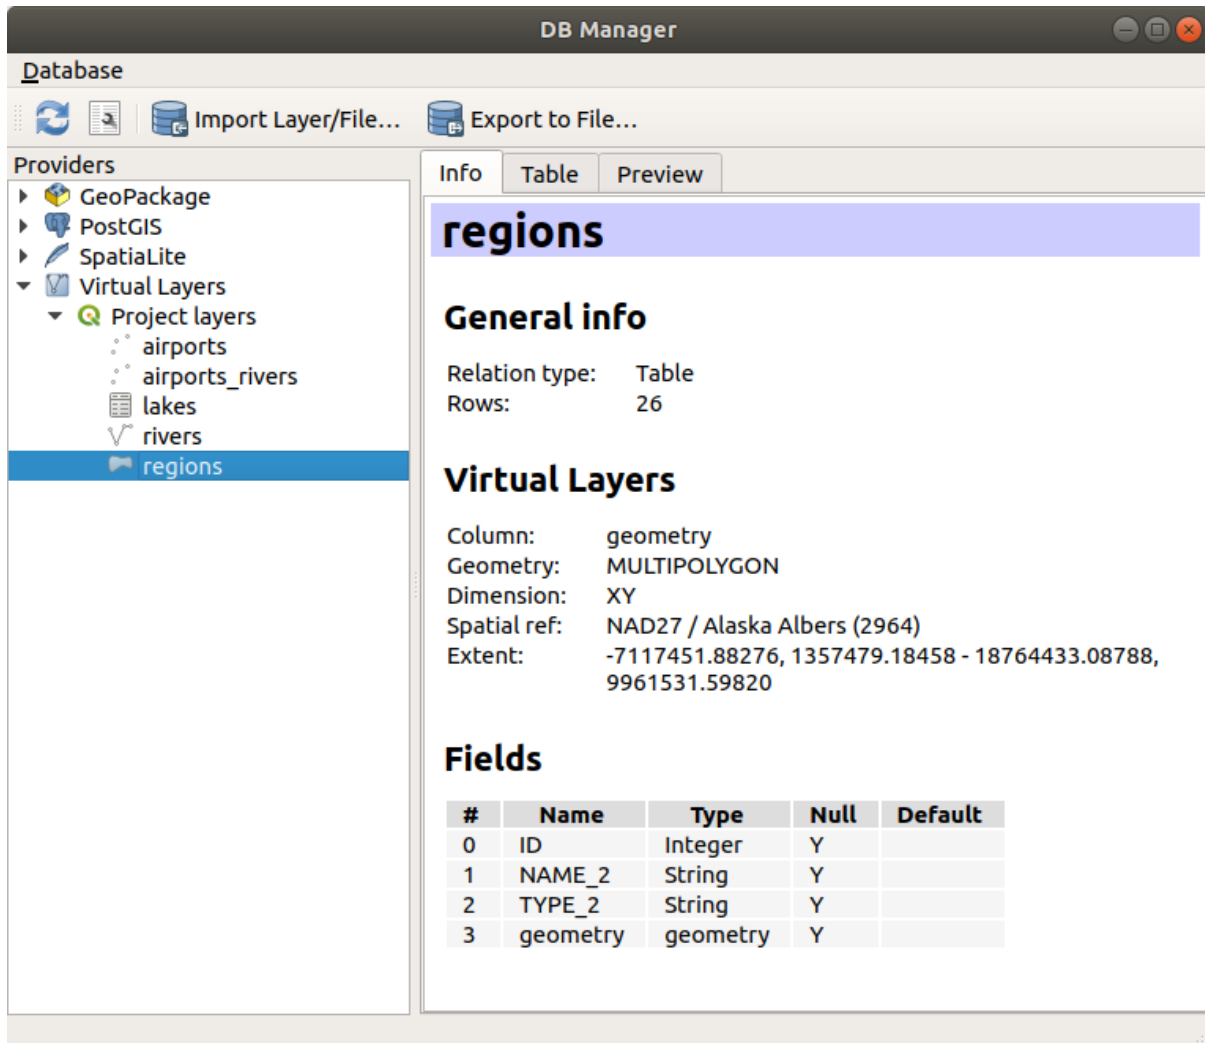 DB Manager
Database
Import Layer/File... Export to File...
Providers
GeoPackage
PostGIS
SpatiaLite
Virtual Layers
Project layers
airports
airports_rivers
lakes
rivers
regions
Info Table Preview
regions
General info
Relation type: Table
Rows: 26
Virtual Layers
Column: geometry
Geometry: MULTIPOLYGON
Dimension: XY
Spatial ref: NAD27 / Alaska Albers (2964)
Extent: -7117451.88276, 1357479.18458 - 18764433.08788,
9961531.59820
Fields
# Name Type Null Default
0 ID Integer Y
1 NAME_2 String Y
2 TYPE_2 String Y
3 geometry geometry Y